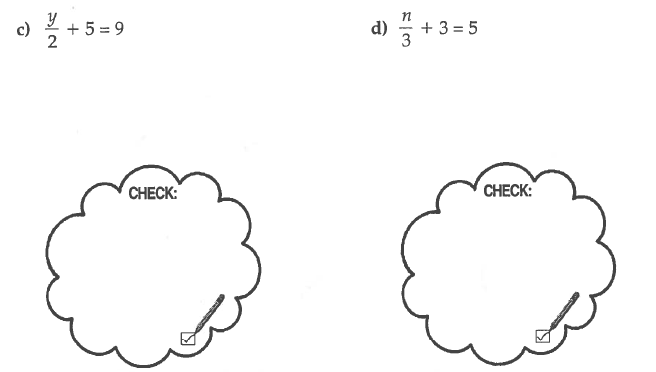 c) y/2 + 5 = 9
d) n/3 + 3 = 5
CHECK:
CHECK: